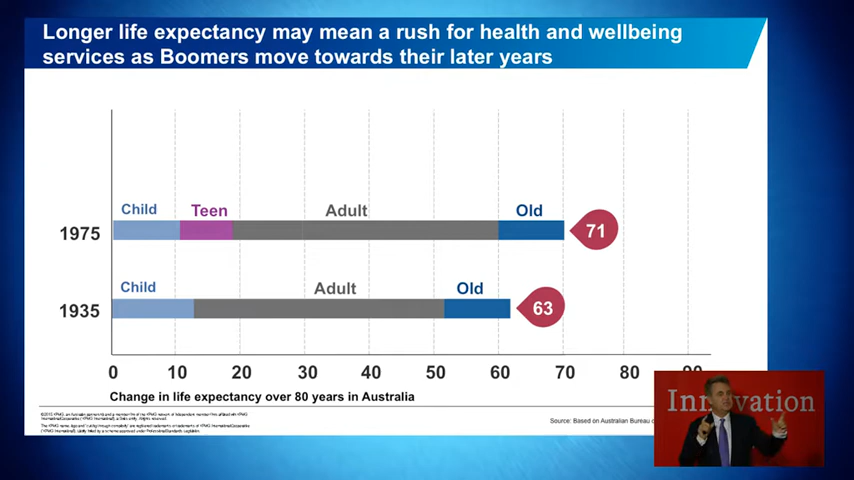 Longer life expectancy may mean a rush for health and wellbeing
services as Boomers move towards their later years
Child
Teen
Adult
Old
1975
71
Child
Adult
Old
1935
63
0 10 20 30 40 50 60 70 80 90
Change in life expectancy over 80 years in Australia
Source: Based on Australian Bureau
Innovation